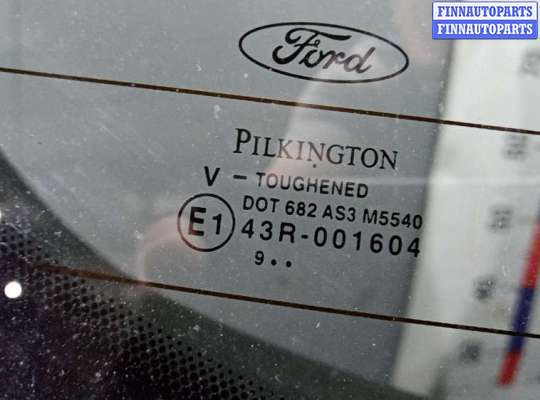 FINNAUTOPARTS
FINNAUTOPARTS
Ford
PILKINGTON
V - TOUGHENED
DOT 682 AS3 M5540
E1 43R-001604
9..